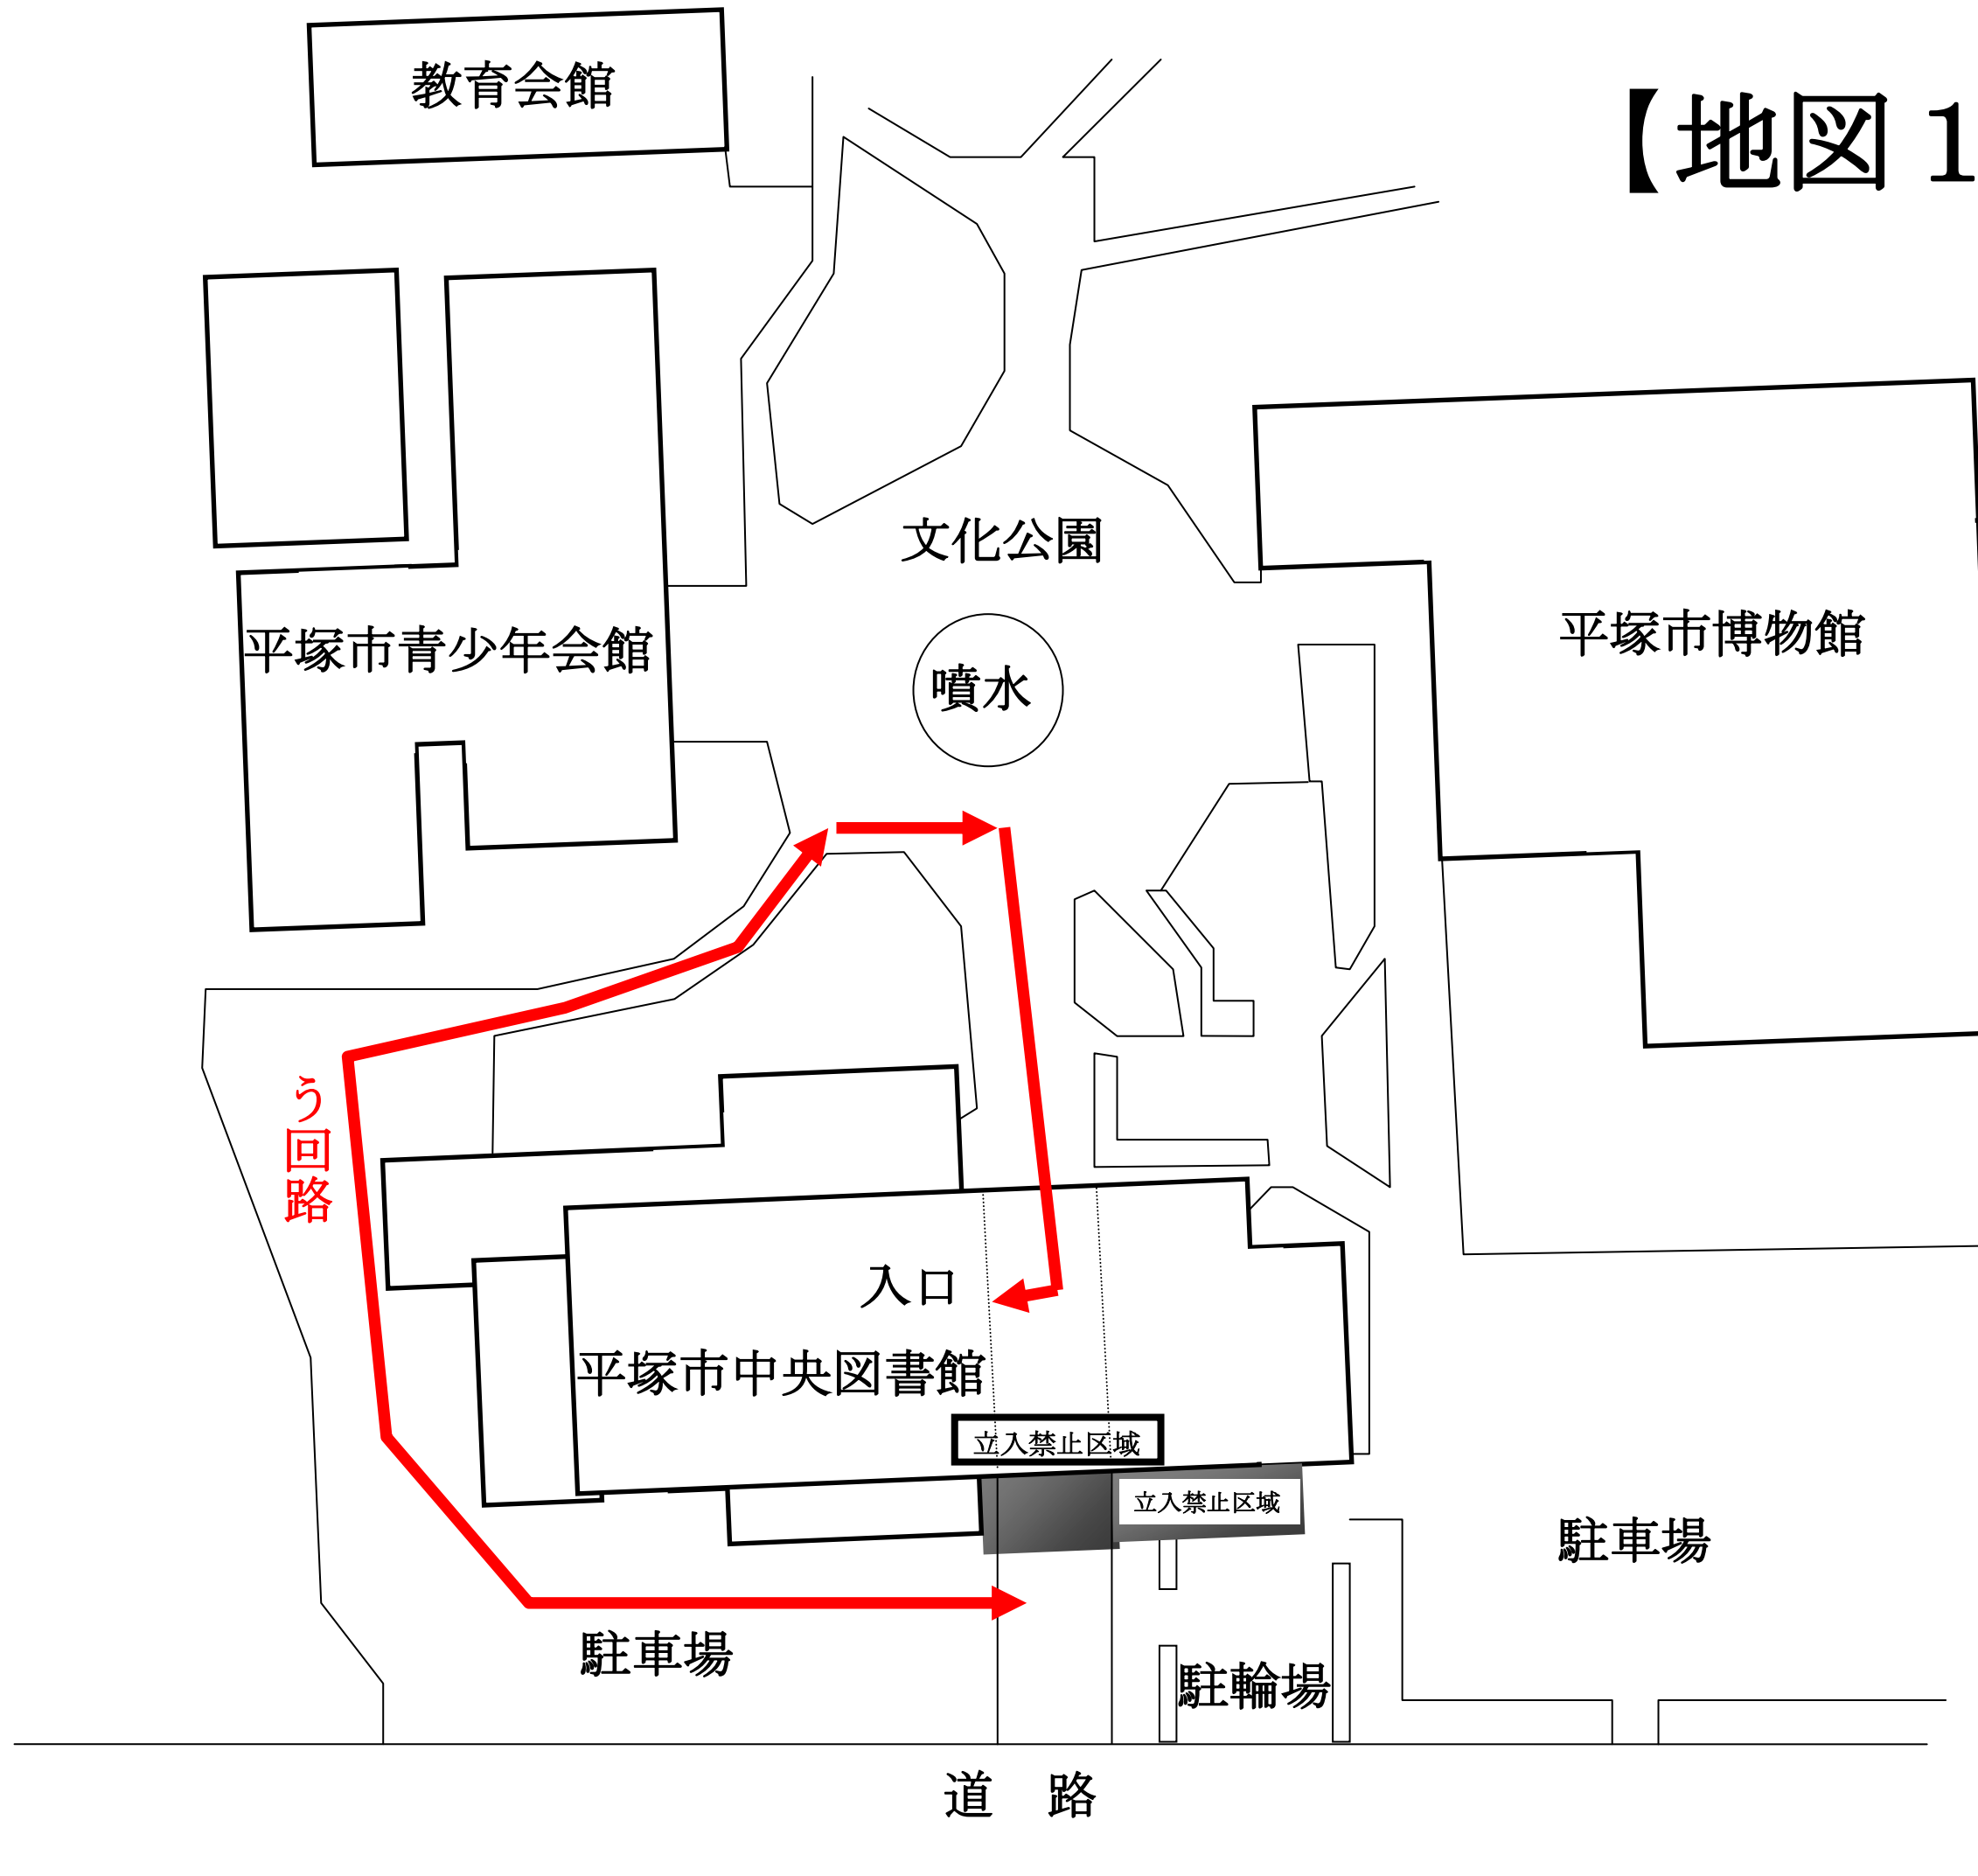 教育会館
【地図1
文化公園
平塚市青少年会館
平塚市博物館
噴水
う回路
入口
平塚市中央図書館
立入禁止区域
立入禁止区域
駐車場
駐車場
駐輪場
道　路